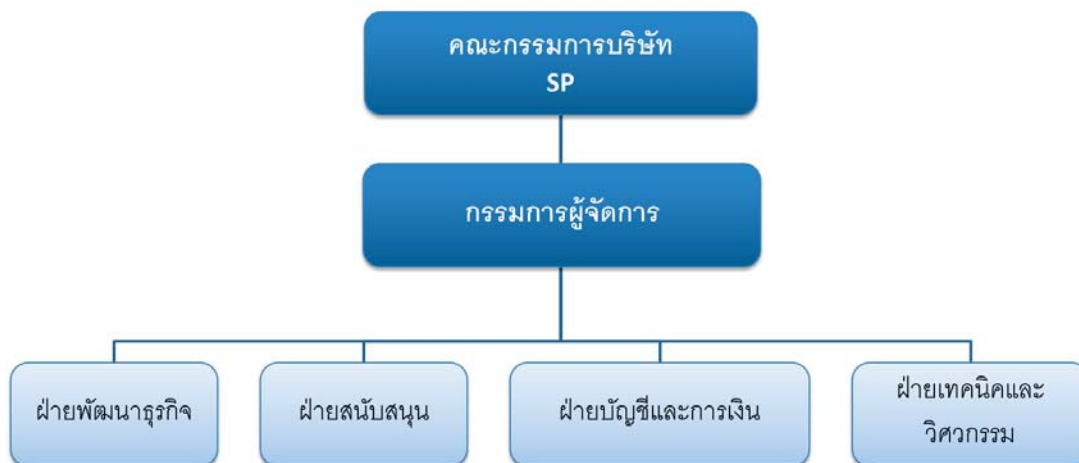 คณะกรรมการบริษัท
SP
กรรมการผู้จัดการ
ฝ่ายพัฒนาธุรกิจ
ฝ่ายสนับสนุน
ฝ่ายบัญชีและการเงิน
ฝ่ายเทคนิคและ
วิศวกรรม